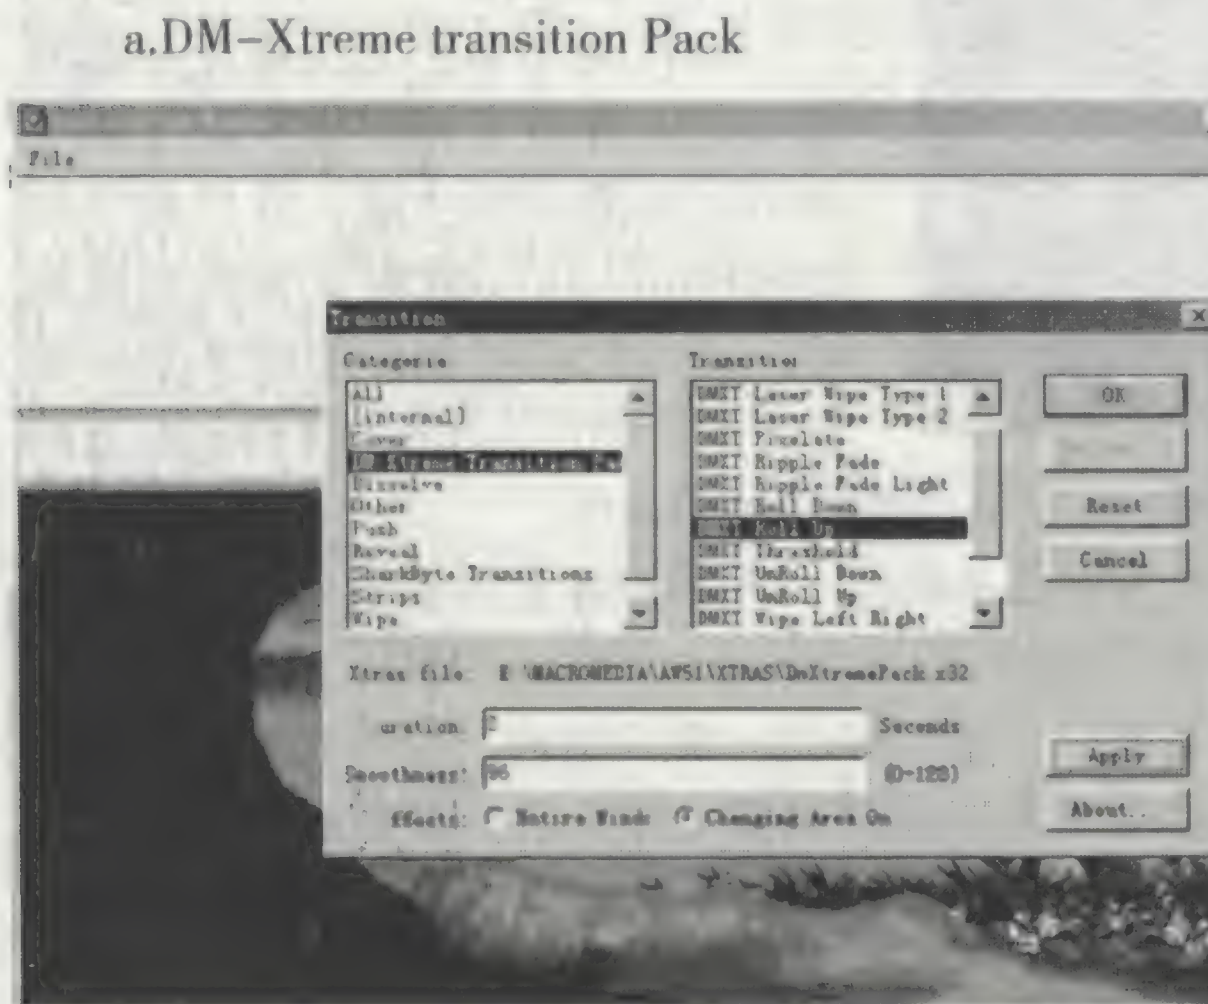 a.DM-Xtreme transition Pack
File
Transition
Categorie
Transition
All
[internal]
Cover
DM Xtreme Transition Pa
Dissolve
Other
Push
Reveal
SharkByte Transitions
Strips
Wipe
DMXT Laser Wipe Type 1
DMXT Laser Wipe Type 2
DMXT Pixelate
DMXT Ripple Fade
DMXT Ripple Fade Light
DMXT Roll Down
DMXT Roll Up
DMXT Threshold
DMXT UnRoll Down
DMXT UnRoll Up
DMXT Wipe Left Right
OK
Reset
Cancel
Xtras file: E:\MACROMEDIA\AW51\XTRAS\DmXtremePack.x32
uration: 2 Seconds
Smoothness: 96 (0-128)
ffects: Entire Windo Changing Area On
Apply
About..